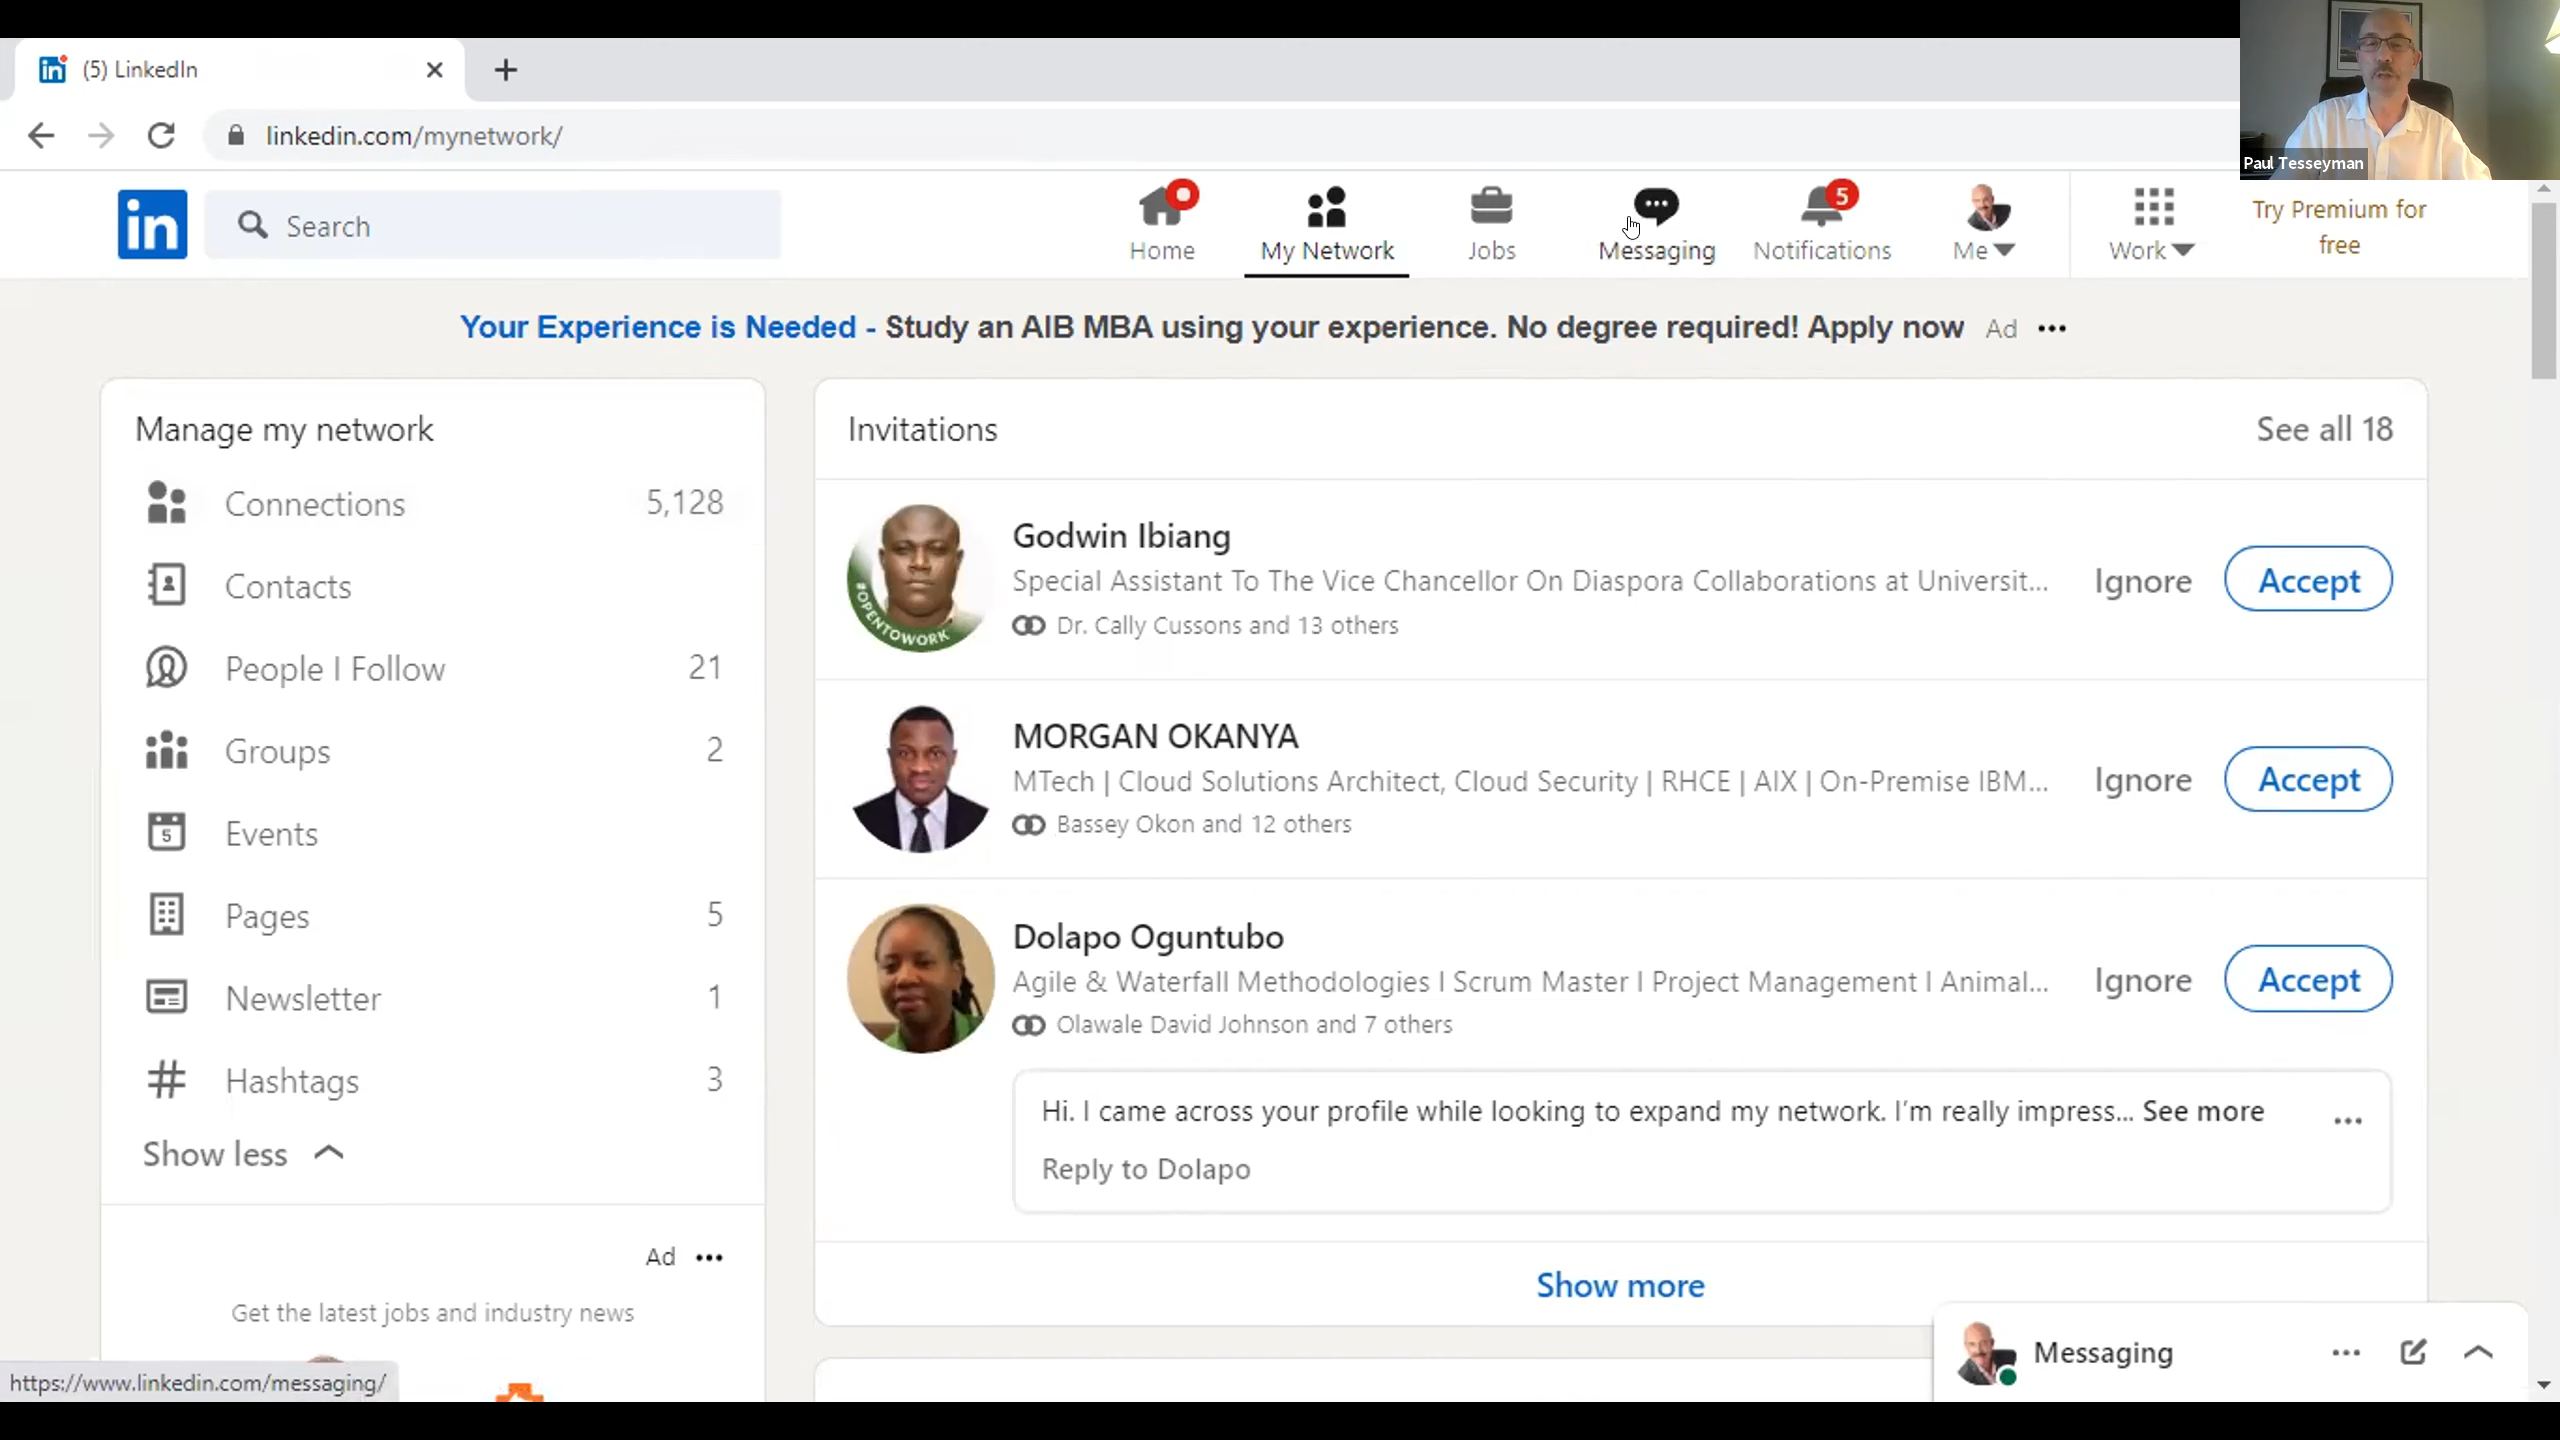 (5) LinkedIn
linkedin.com/mynetwork/
Paul Tesseyman
in
Search
Home
My Network
Jobs
Messaging
5
Notifications
Me
Work
Try Premium for
free
Your Experience is Needed - Study an AIB MBA using your experience. No degree required! Apply now Ad
Manage my network
Connections 5,128
Contacts
People I Follow 21
Groups 2
5
Events
Pages 5
Newsletter 1
Hashtags 3
Show less
Ad
Get the latest jobs and industry news
Invitations See all 18
#OPENTOWORK
Godwin Ibiang
Special Assistant To The Vice Chancellor On Diaspora Collaborations at Universit...
Dr. Cally Cussons and 13 others
Ignore Accept
MORGAN OKANYA
MTech | Cloud Solutions Architect, Cloud Security | RHCE | AIX | On-Premise IBM...
Bassey Okon and 12 others
Ignore Accept
Dolapo Oguntubo
Agile & Waterfall Methodologies I Scrum Master I Project Management I Animal...
Olawale David Johnson and 7 others
Ignore Accept
Hi. I came across your profile while looking to expand my network. I'm really impress... See more
Reply to Dolapo
Show more
Messaging
https://www.linkedin.com/messaging/